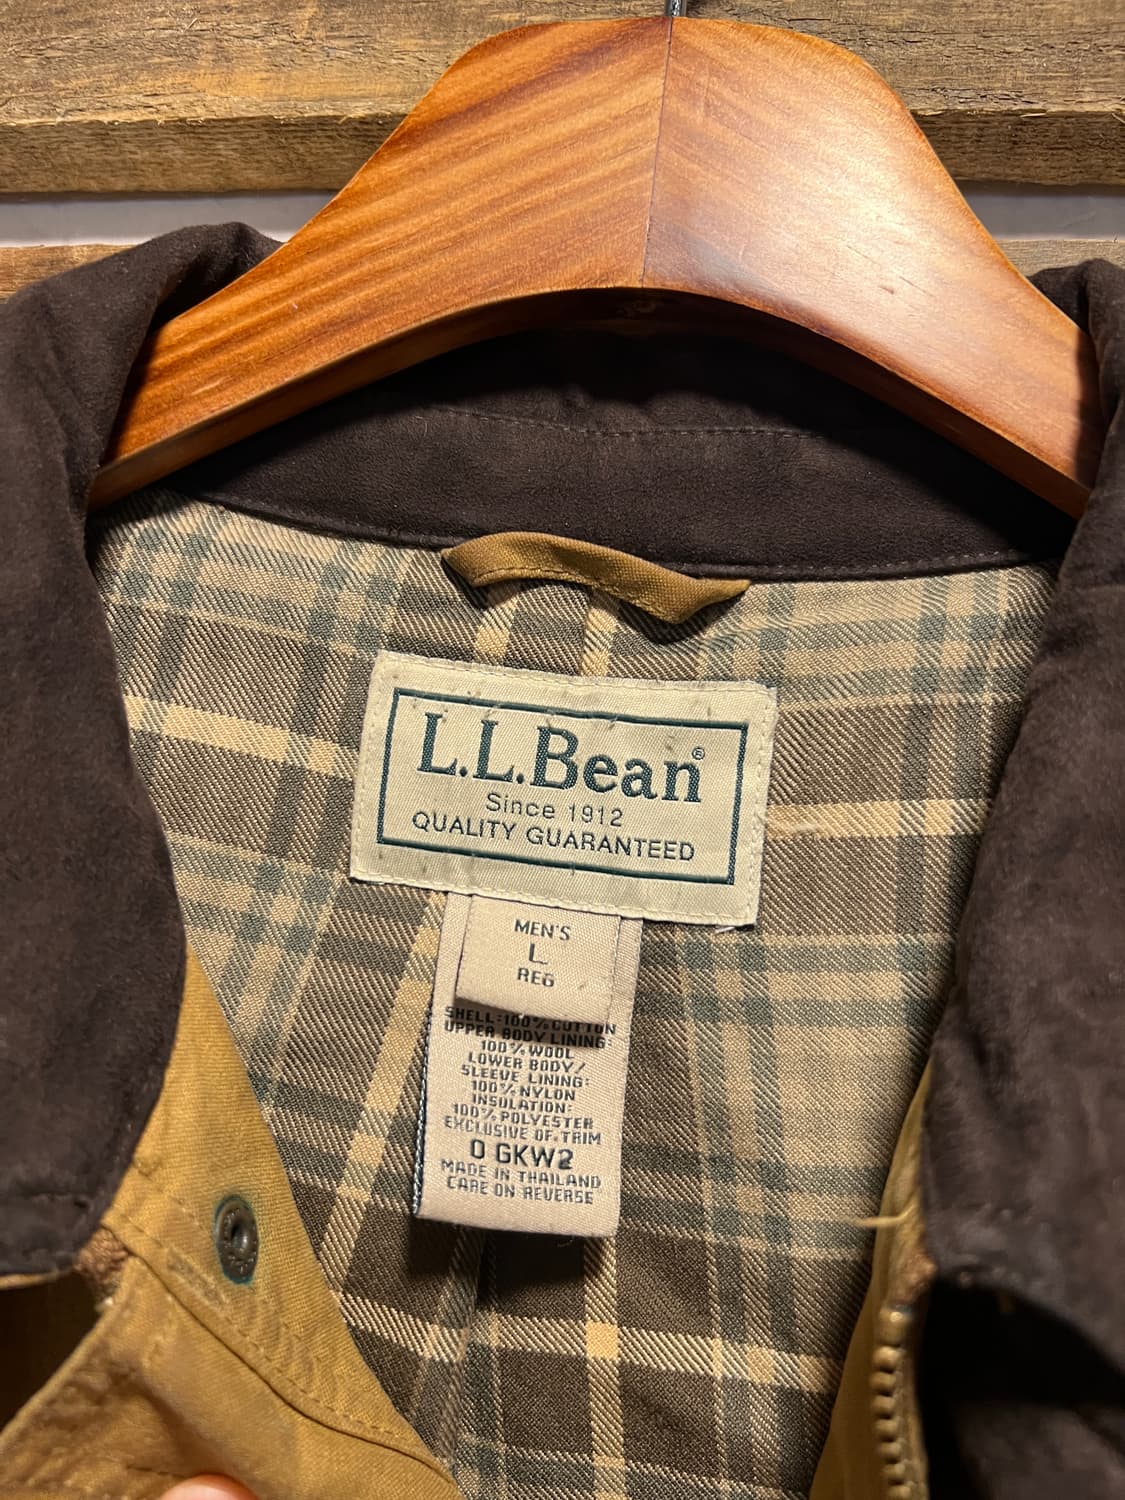 L.L.Bean®
Since 1912
QUALITY GUARANTEED
MEN'S
L
REG
SHELL: 100% COTTON
UPPER BODY LINING:
100% WOOL
LOWER BODY/
SLEEVE LINING:
100% NYLON
INSULATION:
100% POLYESTER
EXCLUSIVE OF TRIM
0 GKW2
MADE IN THAILAND
CARE ON REVERSE